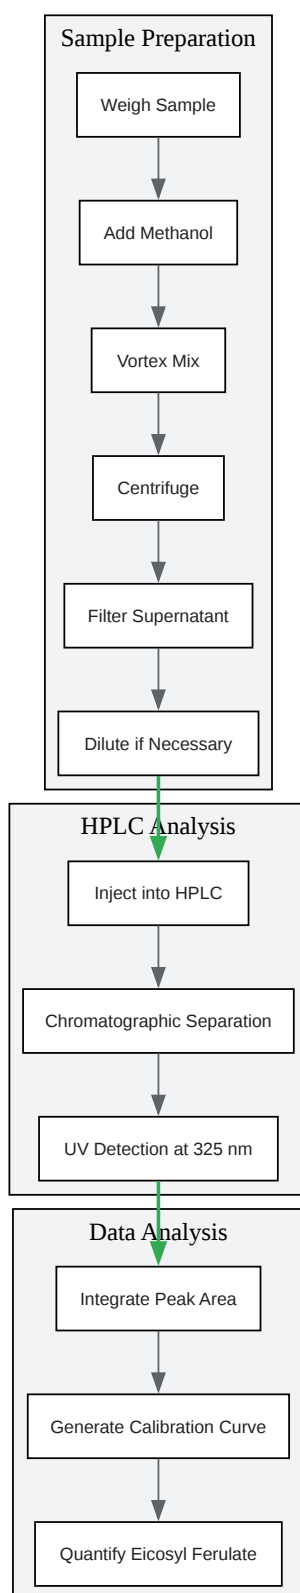 Sample Preparation
Weigh Sample
Add Methanol
Vortex Mix
Centrifuge
Filter Supernatant
Dilute if Necessary
HPLC Analysis
Inject into HPLC
Chromatographic Separation
UV Detection at 325 nm
Data Analysis
Integrate Peak Area
Generate Calibration Curve
Quantify Eicosyl Ferulate